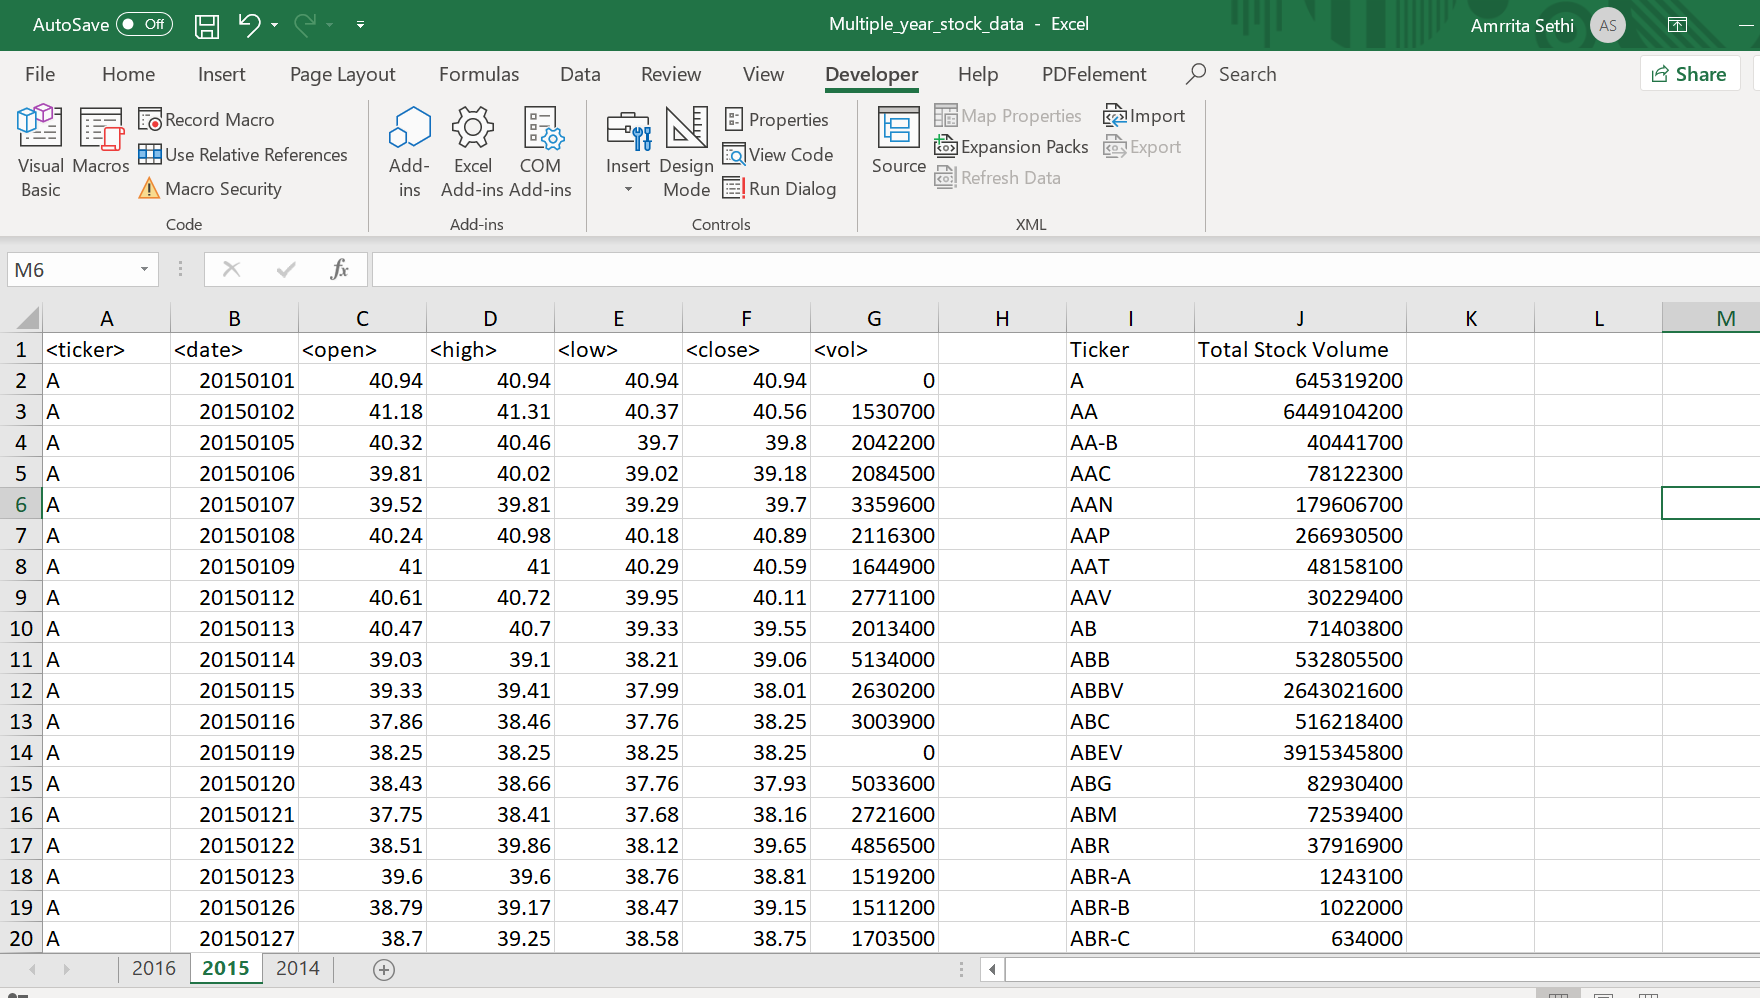 AutoSave Off Multiple_year_stock_data - Excel Amrrita Sethi AS
File Home Insert Page Layout Formulas Data Review View Developer Help PDFelement Search Share
Visual Basic
Macros
Record Macro
Use Relative References
Macro Security
Code
Add-ins
Excel Add-ins
COM Add-ins
Add-ins
Insert
Design Mode
Properties
View Code
Run Dialog
Controls
Source
Map Properties
Expansion Packs
Refresh Data
Import
Export
XML
M6 fx
A B C D E F G H I J K L M
1 <ticker> <date> <open> <high> <low> <close> <vol> Ticker Total Stock Volume
2 A 20150101 40.94 40.94 40.94 40.94 0 A 645319200
3 A 20150102 41.18 41.31 40.37 40.56 1530700 AA 6449104200
4 A 20150105 40.32 40.46 39.7 39.8 2042200 AA-B 40441700
5 A 20150106 39.81 40.02 39.02 39.18 2084500 AAC 78122300
6 A 20150107 39.52 39.81 39.29 39.7 3359600 AAN 179606700
7 A 20150108 40.24 40.98 40.18 40.89 2116300 AAP 266930500
8 A 20150109 41 41 40.29 40.59 1644900 AAT 48158100
9 A 20150112 40.61 40.72 39.95 40.11 2771100 AAV 30229400
10 A 20150113 40.47 40.7 39.33 39.55 2013400 AB 71403800
11 A 20150114 39.03 39.1 38.21 39.06 5134000 ABB 532805500
12 A 20150115 39.33 39.41 37.99 38.01 2630200 ABBV 2643021600
13 A 20150116 37.86 38.46 37.76 38.25 3003900 ABC 516218400
14 A 20150119 38.25 38.25 38.25 38.25 0 ABEV 3915345800
15 A 20150120 38.43 38.66 37.76 37.93 5033600 ABG 82930400
16 A 20150121 37.75 38.41 37.68 38.16 2721600 ABM 72539400
17 A 20150122 38.51 39.86 38.12 39.65 4856500 ABR 37916900
18 A 20150123 39.6 39.6 38.76 38.81 1519200 ABR-A 1243100
19 A 20150126 38.79 39.17 38.47 39.15 1511200 ABR-B 1022000
20 A 20150127 38.7 39.25 38.58 38.75 1703500 ABR-C 634000
2016 2015 2014